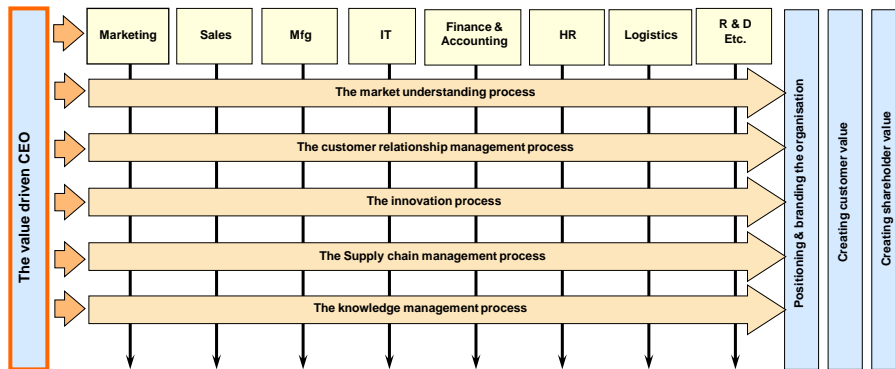 The value driven CEO
Marketing
Sales
Mfg
IT
Finance &
Accounting
HR
Logistics
R & D
Etc.
The market understanding process
The customer relationship management process
The innovation process
The Supply chain management process
The knowledge management process
Positioning & branding the organisation
Creating customer value
Creating shareholder value